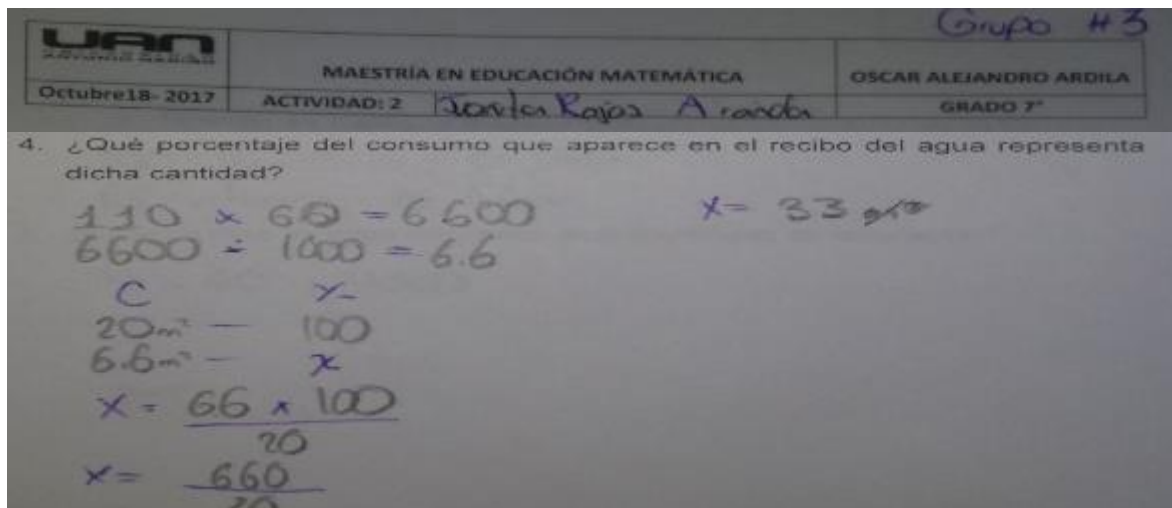 Grupo #3
UAN
MAESTRÍA EN EDUCACIÓN MATEMÁTICA
OSCAR ALEJANDRO ARDILA
Octubre18- 2017
ACTIVIDAD: 2
Rojas Aranda
GRADO 7°
4. ¿Qué porcentaje del consumo que aparece en el recibo del agua representa
dicha cantidad?
110 x 60 = 6600
x = 33
6600 ÷ 1000 = 6.6
C
20m³ — 100
6.6m³ — x
x = 66 x 100
20
x = 660
20